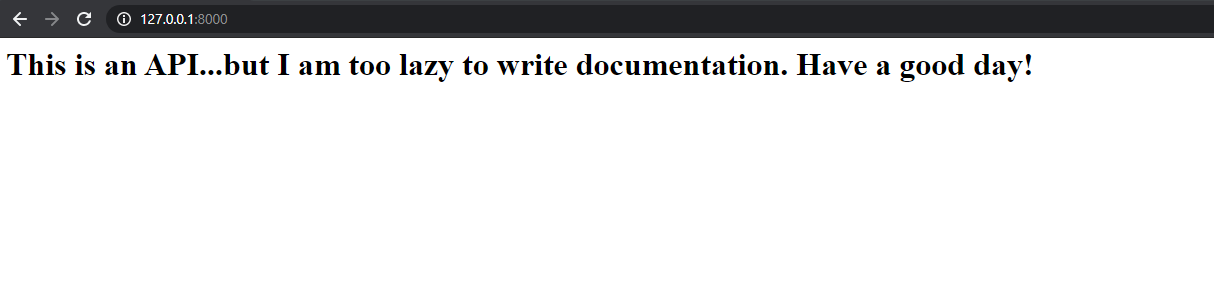 127.0.0.1:8000
This is an API...but I am too lazy to write documentation. Have a good day!